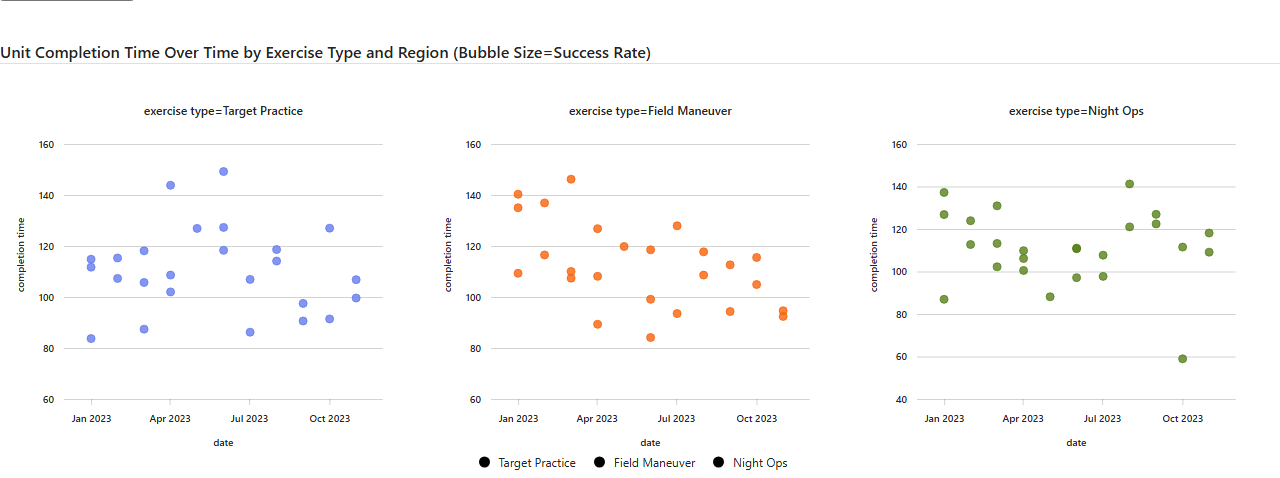 Unit Completion Time Over Time by Exercise Type and Region (Bubble Size=Success Rate)
exercise type=Target Practice
completion time
160
140
120
100
80
60
Jan 2023 Apr 2023 Jul 2023 Oct 2023
date
exercise type=Field Maneuver
completion time
160
140
120
100
80
60
Jan 2023 Apr 2023 Jul 2023 Oct 2023
date
exercise type=Night Ops
completion time
160
140
120
100
80
60
40
Jan 2023 Apr 2023 Jul 2023 Oct 2023
date
Target Practice Field Maneuver Night Ops